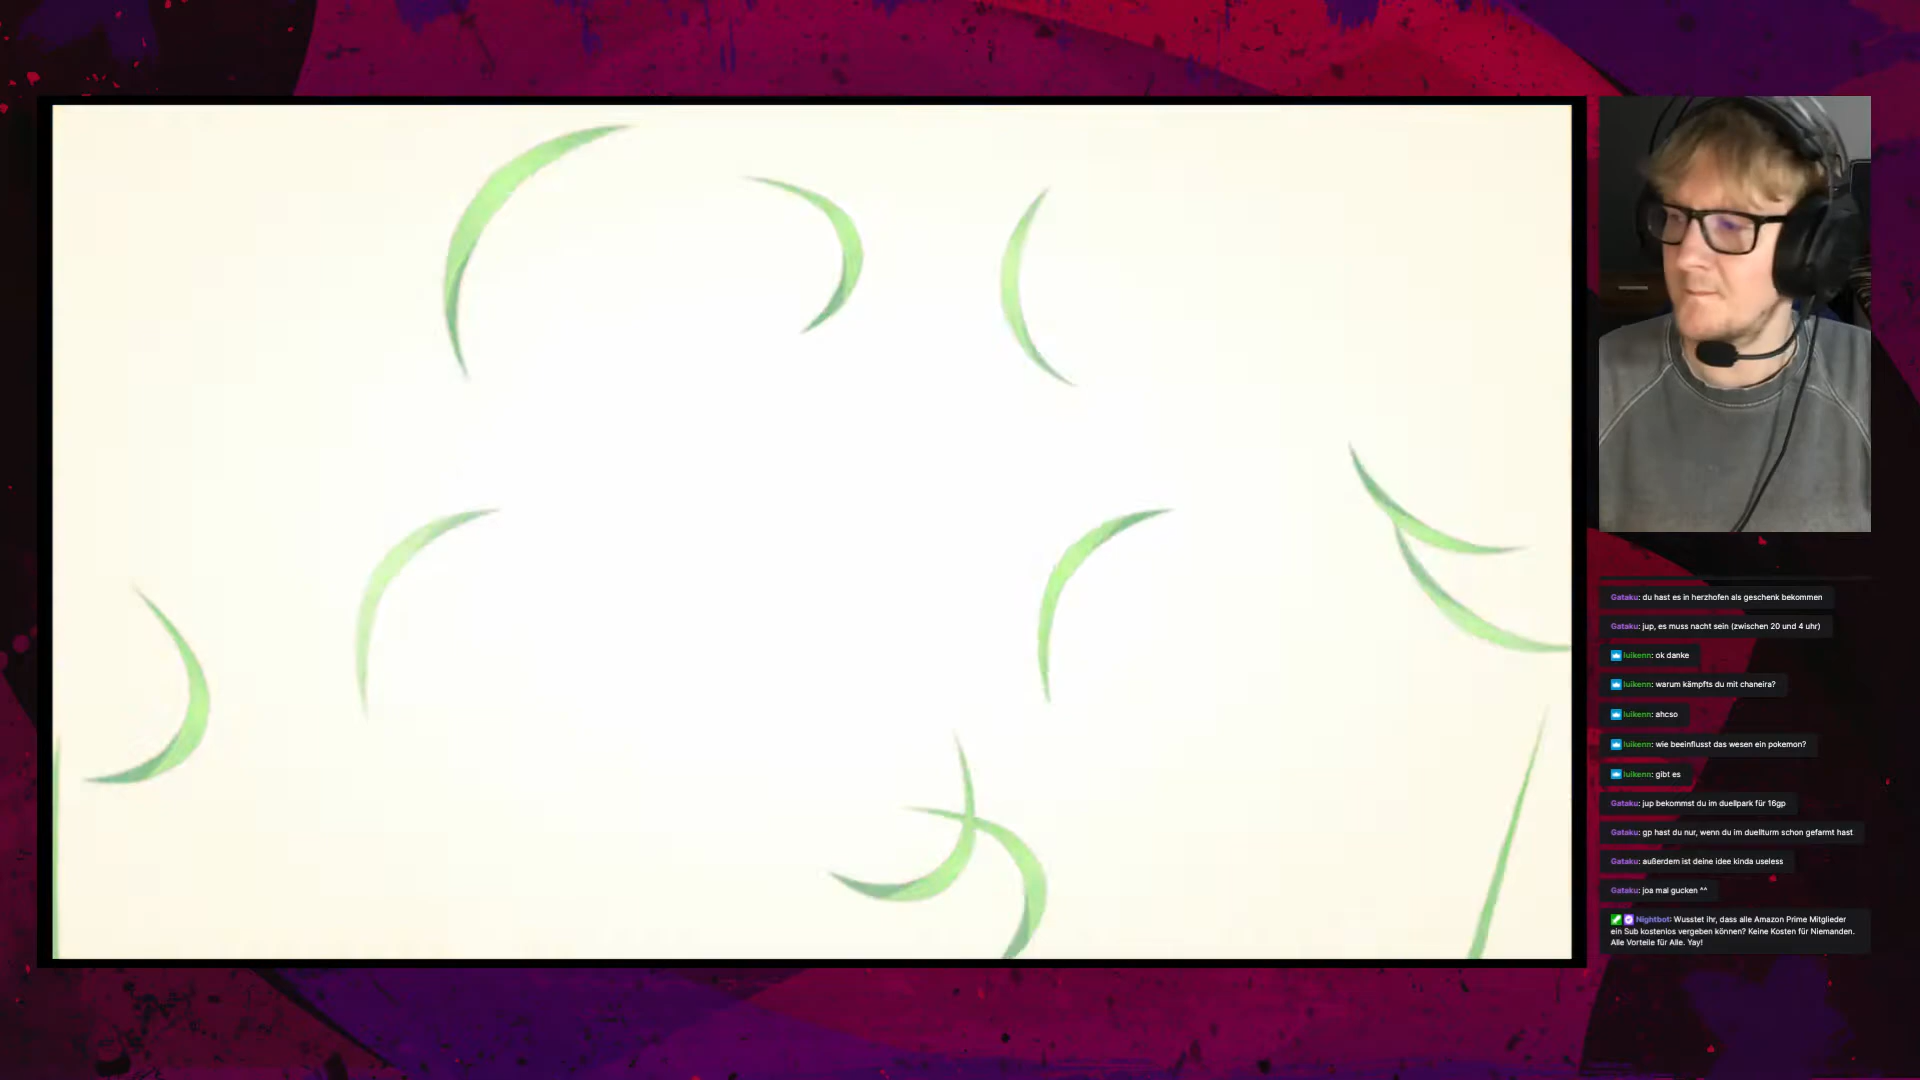 Gataku: du hast es in herzhofen als geschenk bekommen
Gataku: jup, es muss nacht sein (zwischen 20 und 4 uhr)
luikenn: ok danke
luikenn: warum kämpfts du mit chaneira?
luikenn: ahcso
luikenn: wie beeinflusst das wesen ein pokemon?
luikenn: gibt es
Gataku: jup bekommst du im duellpark für 16gp
Gataku: gp hast du nur, wenn du im duellturm schon gefarmt hast
Gataku: außerdem ist deine idee kinda useless
Gataku: joa mal gucken ^^
Nightbot: Wusstet ihr, dass alle Amazon Prime Mitglieder
ein Sub kostenlos vergeben können? Keine Kosten für Niemanden.
Alle Vorteile für Alle. Yay!